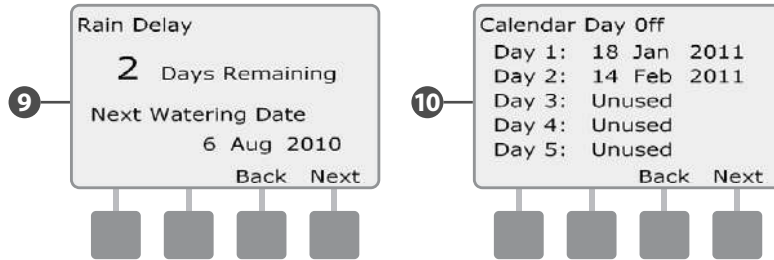 Rain Delay
2 Days Remaining
Next Watering Date
6 Aug 2010
Back Next
9
Calendar Day Off
Day 1: 18 Jan 2011
Day 2: 14 Feb 2011
Day 3: Unused
Day 4: Unused
Day 5: Unused
Back Next
10